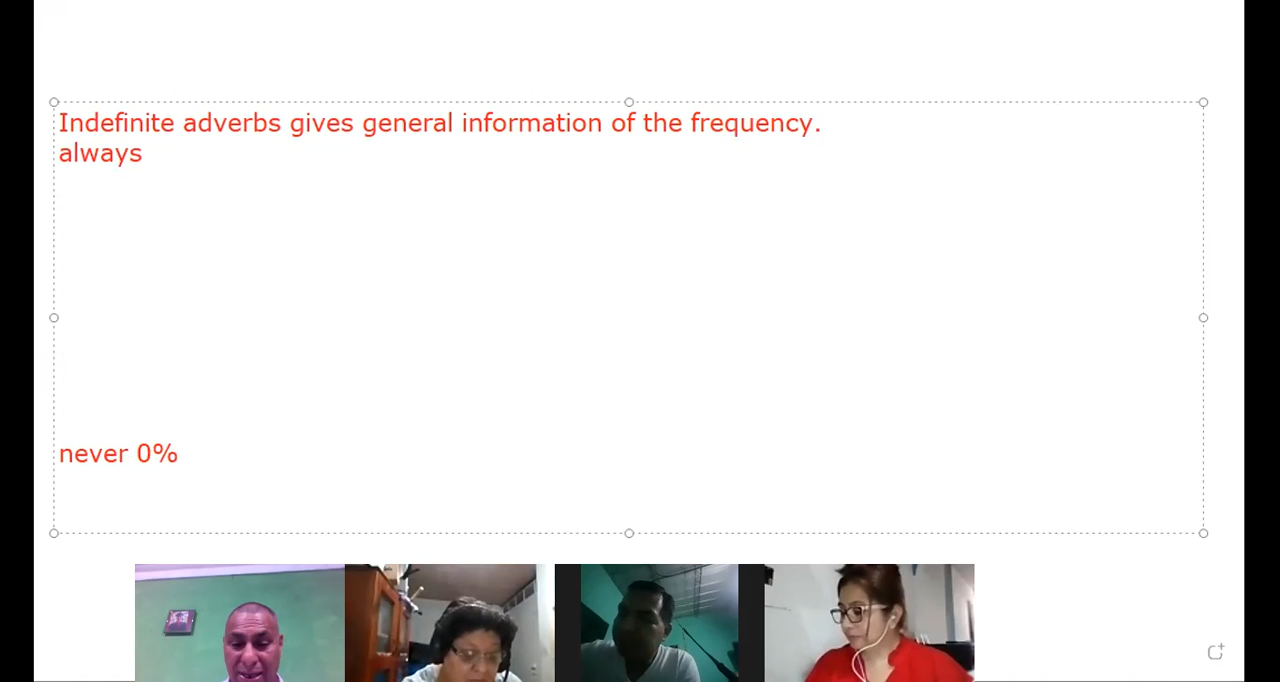 Indefinite adverbs gives general information of the frequency.
always
never 0%